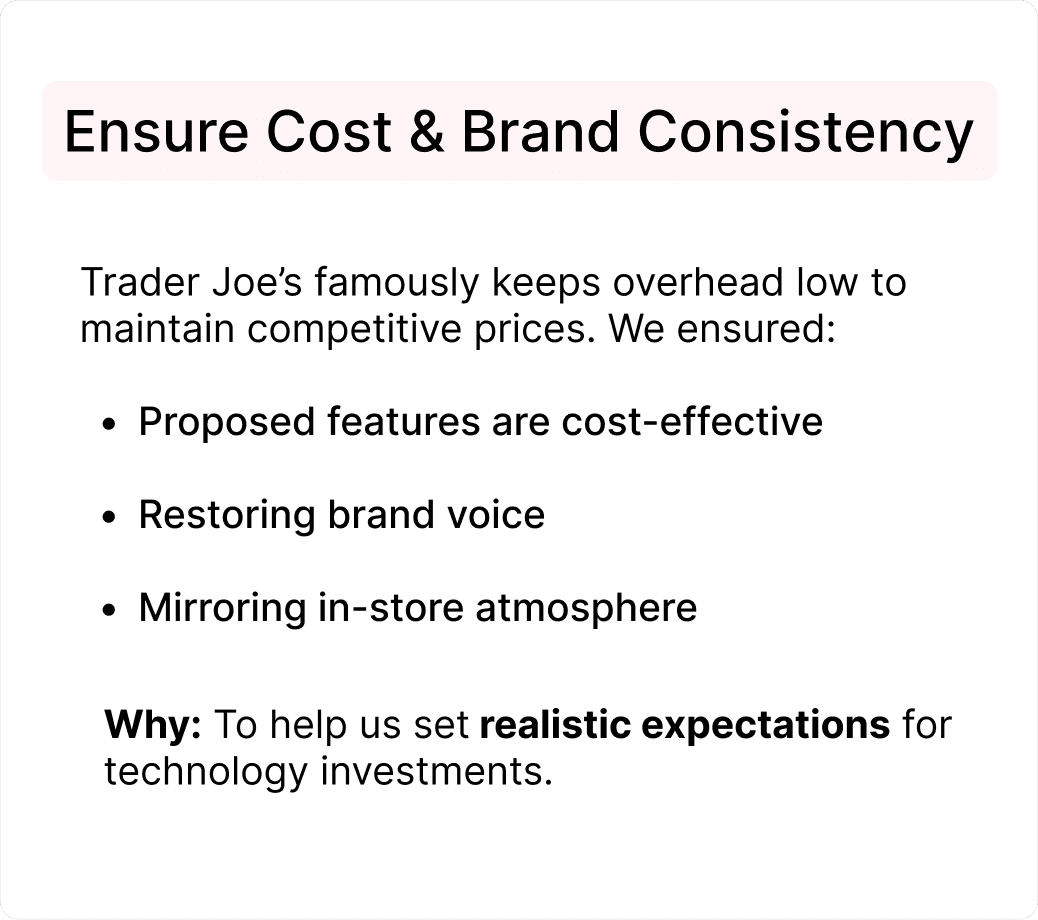 Ensure Cost & Brand Consistency
Trader Joe’s famously keeps overhead low to
maintain competitive prices. We ensured:
• Proposed features are cost-effective
• Restoring brand voice
• Mirroring in-store atmosphere
Why: To help us set realistic expectations for
technology investments.